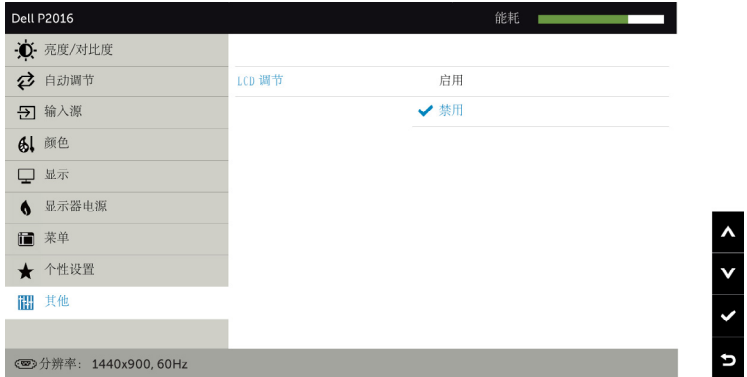 Dell P2016 能耗
亮度/对比度
自动调节 LCD 调节 启用
输入源 禁用
颜色
显示
显示器电源
菜单
个性设置
其他
分辨率： 1440x900, 60Hz